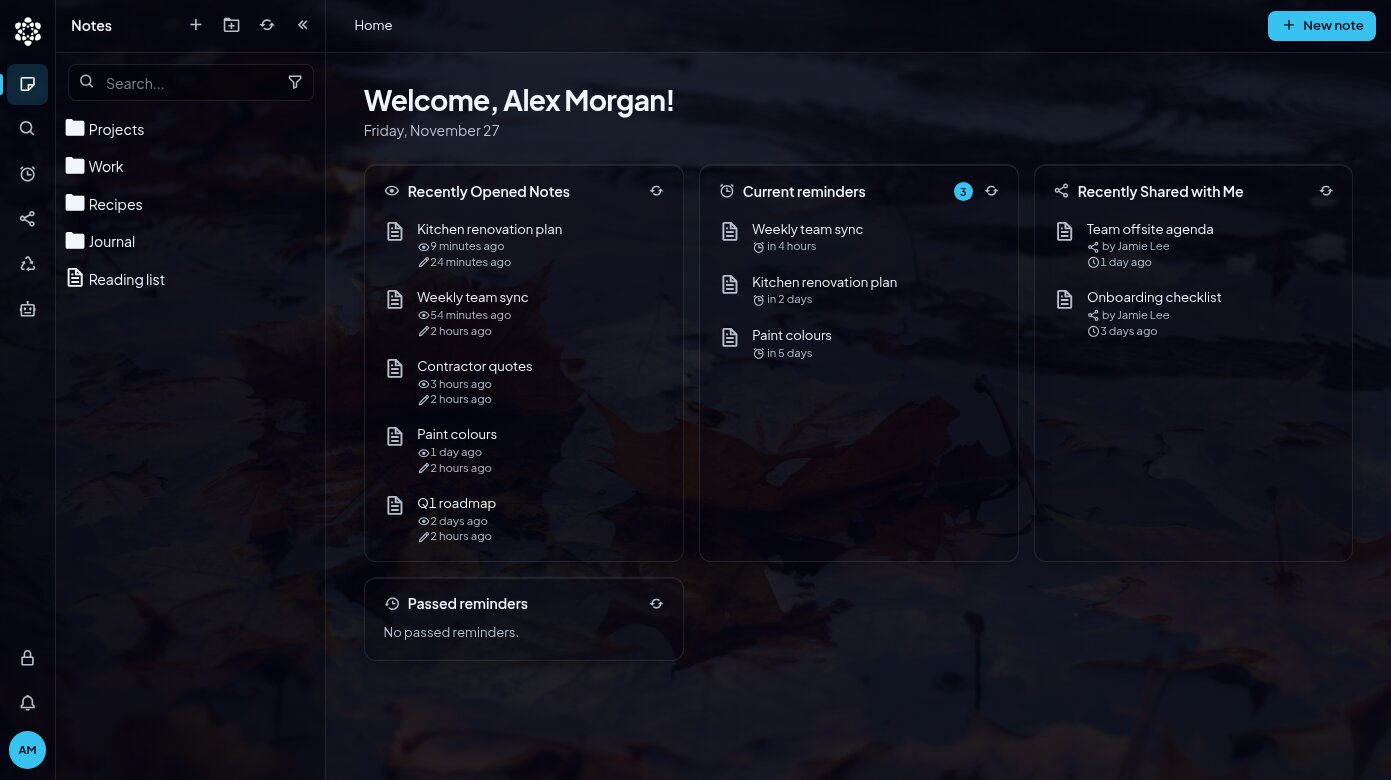 Notes
Home
New note
Search...
Projects
Work
Recipes
Journal
Reading list
AM
Welcome, Alex Morgan!
Friday, November 27
Recently Opened Notes
Kitchen renovation plan
9 minutes ago
24 minutes ago
Weekly team sync
54 minutes ago
2 hours ago
Contractor quotes
3 hours ago
2 hours ago
Paint colours
1 day ago
2 hours ago
Q1 roadmap
2 days ago
2 hours ago
Current reminders
3
Weekly team sync
in 4 hours
Kitchen renovation plan
in 2 days
Paint colours
in 5 days
Recently Shared with Me
Team offsite agenda
by Jamie Lee
1 day ago
Onboarding checklist
by Jamie Lee
3 days ago
Passed reminders
No passed reminders.